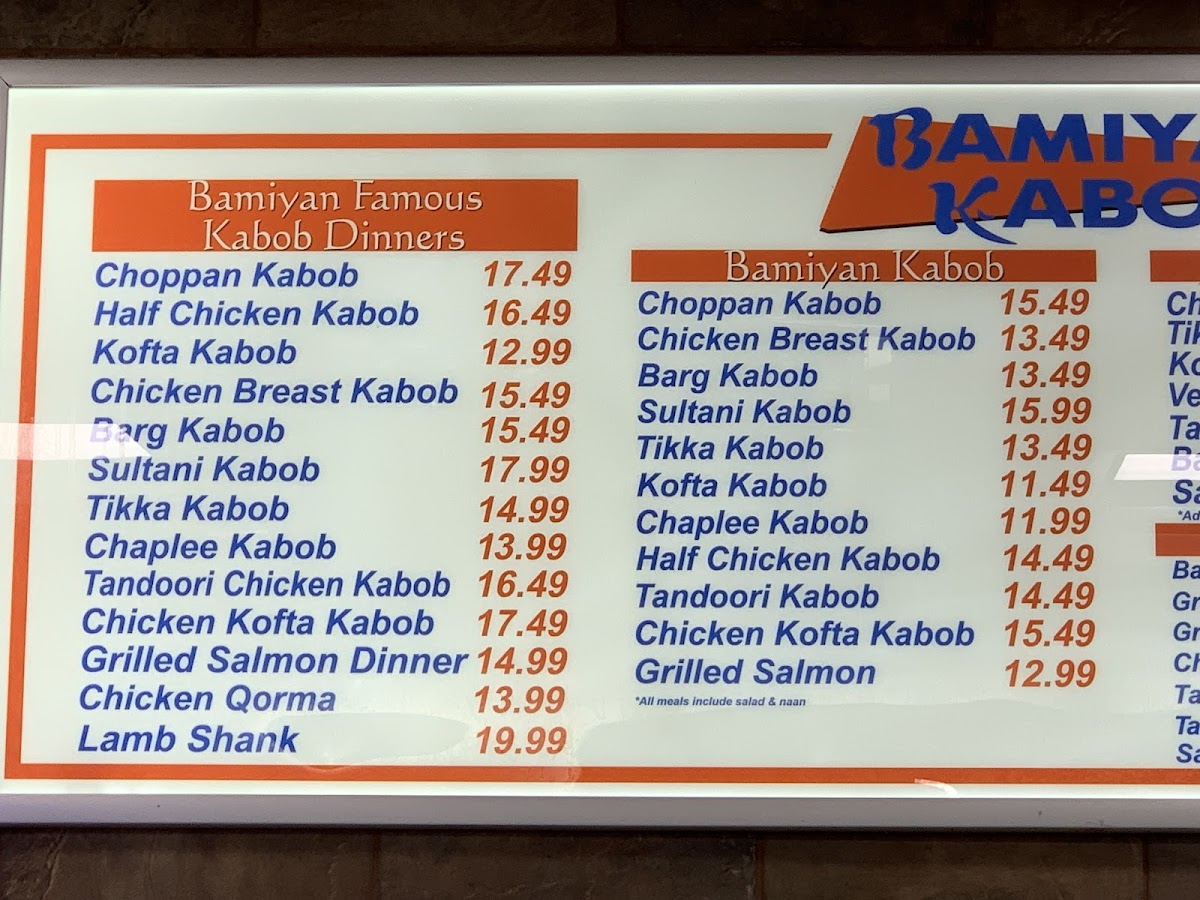 Bamiyan Famous
Kabob Dinners
Choppan Kabob 17.49
Half Chicken Kabob 16.49
Kofta Kabob 12.99
Chicken Breast Kabob 15.49
Barg Kabob 15.49
Sultani Kabob 17.99
Tikka Kabob 14.99
Chaplee Kabob 13.99
Tandoori Chicken Kabob 16.49
Chicken Kofta Kabob 17.49
Grilled Salmon Dinner 14.99
Chicken Qorma 13.99
Lamb Shank 19.99
Bamiyan Kabob
Choppan Kabob 15.49
Chicken Breast Kabob 13.49
Barg Kabob 13.49
Sultani Kabob 15.99
Tikka Kabob 13.49
Kofta Kabob 11.49
Chaplee Kabob 11.99
Half Chicken Kabob 14.49
Tandoori Kabob 14.49
Chicken Kofta Kabob 15.49
Grilled Salmon 12.99
*All meals include salad & naan